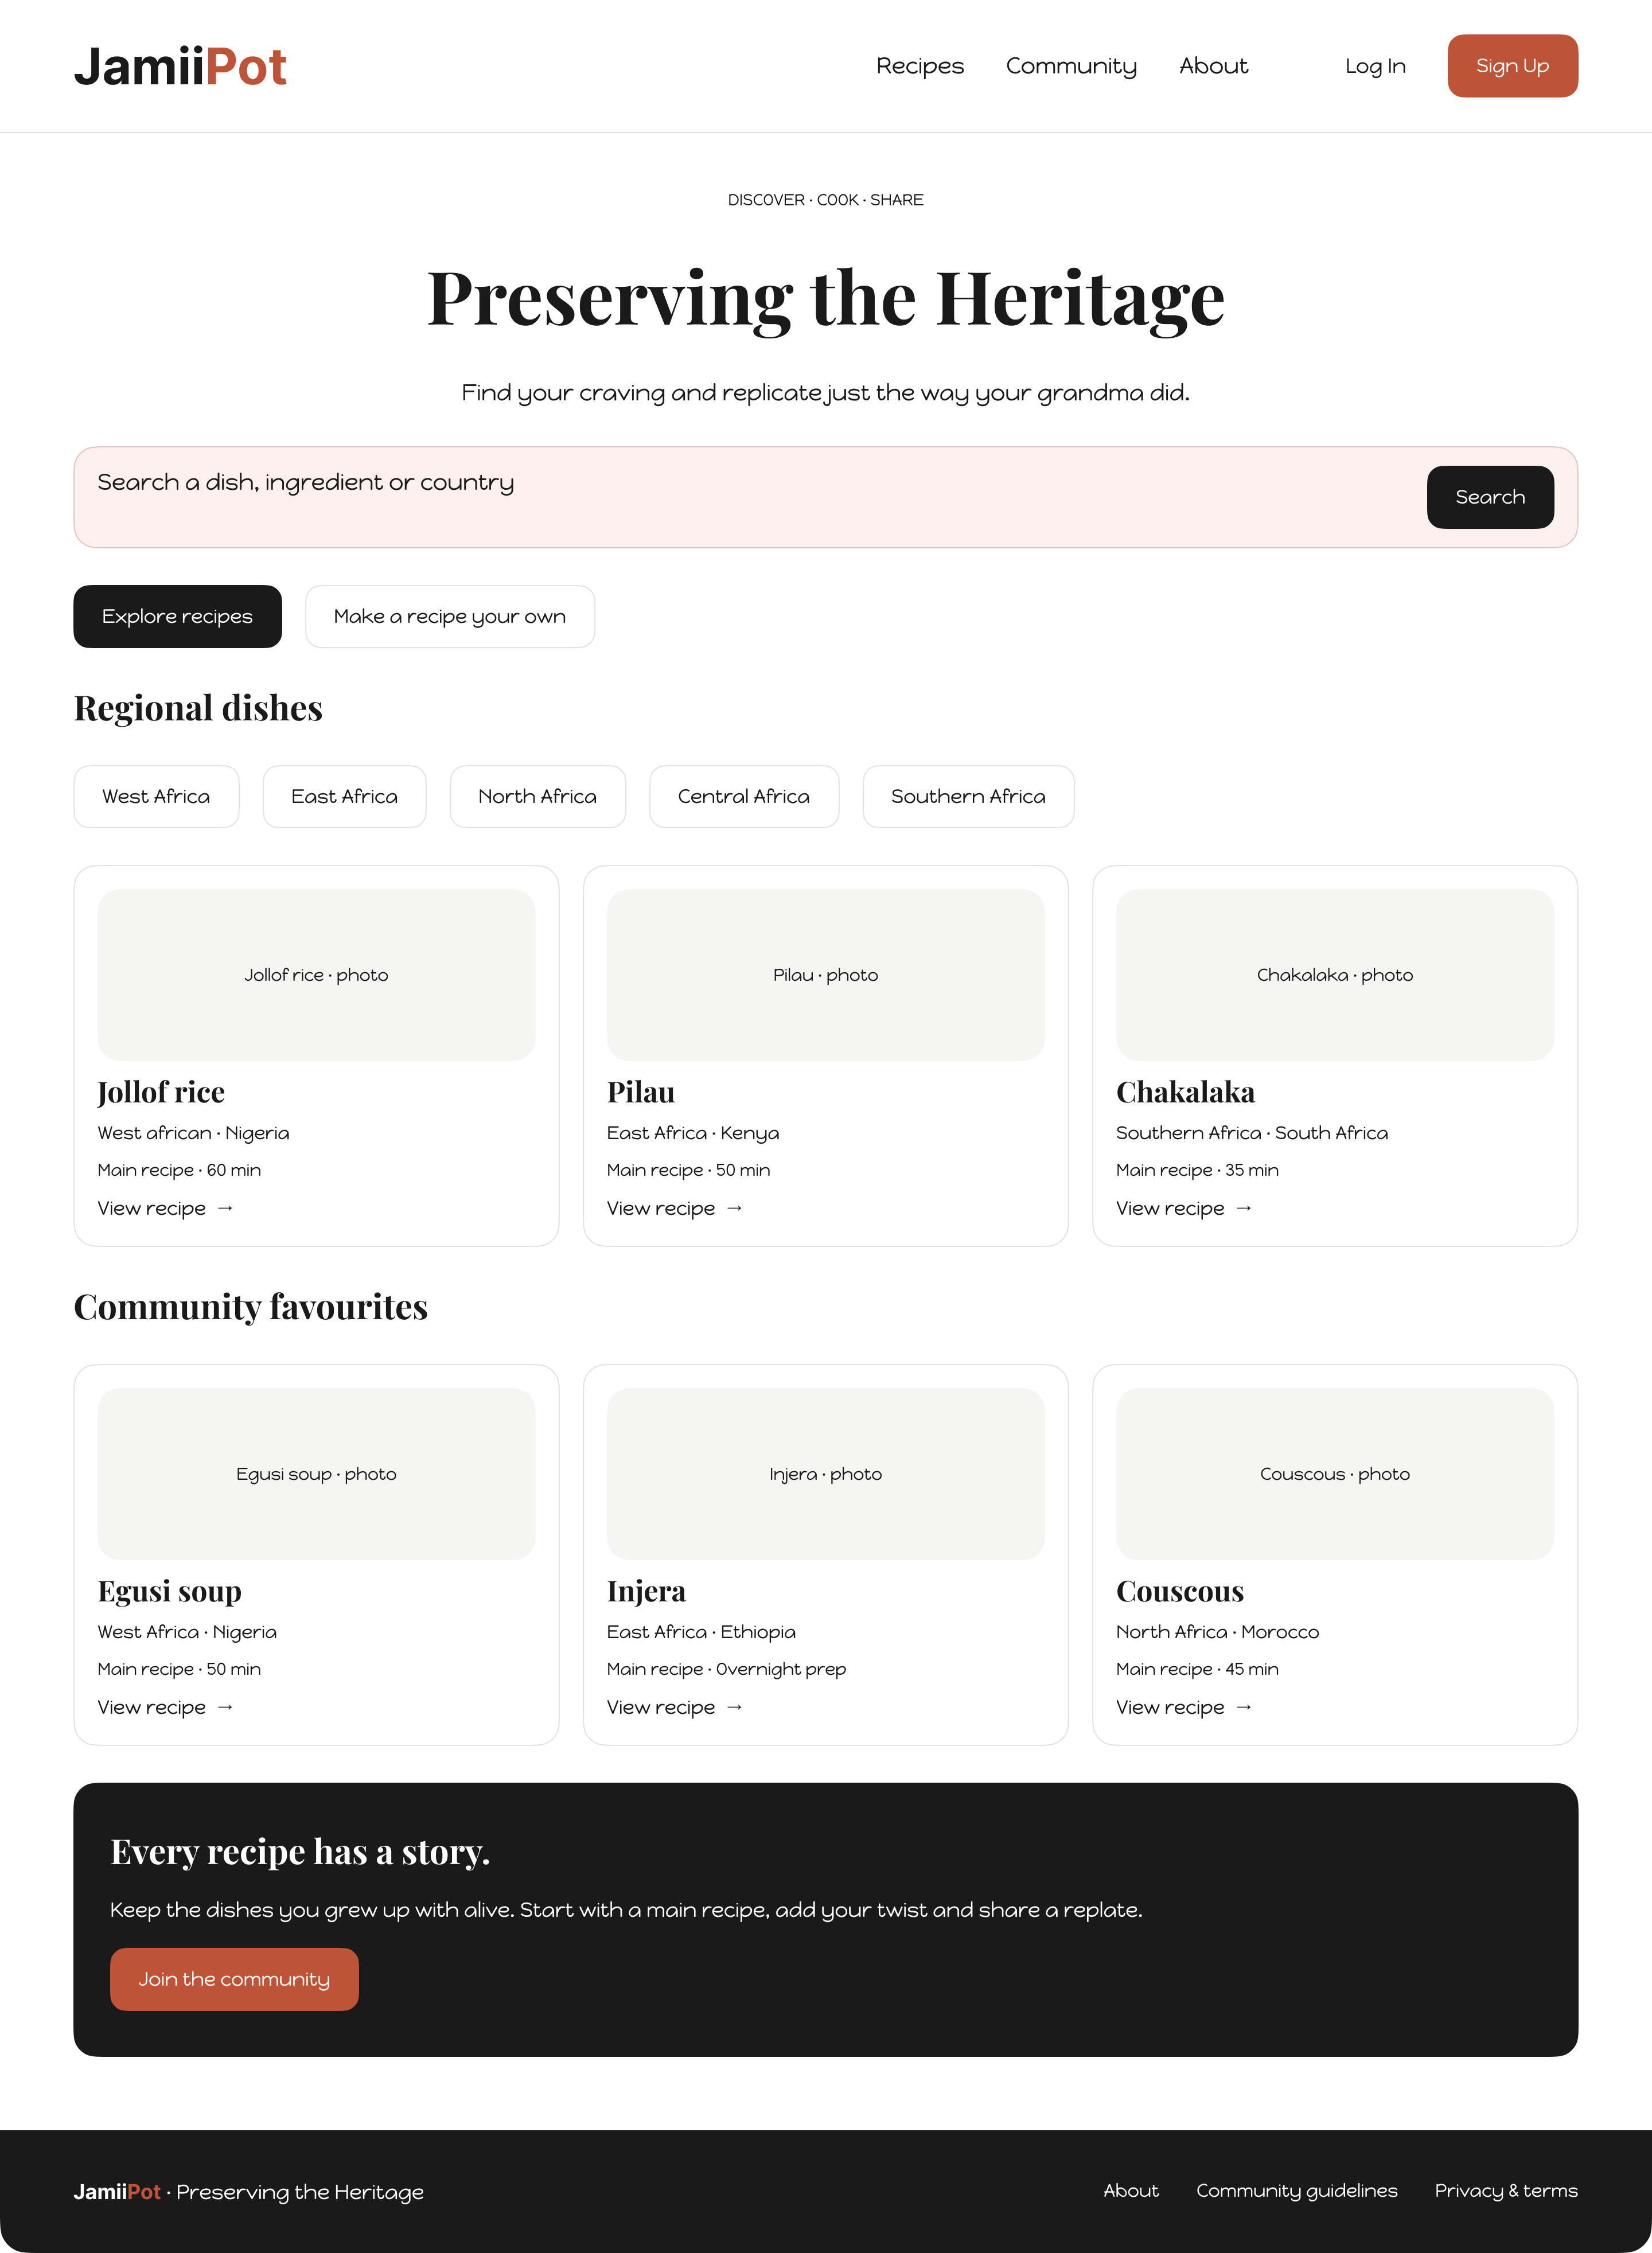 JamiiPot
Recipes Community About Log In Sign Up
DISCOVER · COOK · SHARE
Preserving the Heritage
Find your craving and replicate just the way your grandma did.
Search a dish, ingredient or country Search
Explore recipes Make a recipe your own
Regional dishes
West Africa East Africa North Africa Central Africa Southern Africa
Jollof rice · photo
Jollof rice
West african · Nigeria
Main recipe · 60 min
View recipe →
Pilau · photo
Pilau
East Africa · Kenya
Main recipe · 50 min
View recipe →
Chakalaka · photo
Chakalaka
Southern Africa · South Africa
Main recipe · 35 min
View recipe →
Community favourites
Egusi soup · photo
Egusi soup
West Africa · Nigeria
Main recipe · 50 min
View recipe →
Injera · photo
Injera
East Africa · Ethiopia
Main recipe · Overnight prep
View recipe →
Couscous · photo
Couscous
North Africa · Morocco
Main recipe · 45 min
View recipe →
Every recipe has a story.
Keep the dishes you grew up with alive. Start with a main recipe, add your twist and share a replate.
Join the community
JamiiPot · Preserving the Heritage
About Community guidelines Privacy & terms